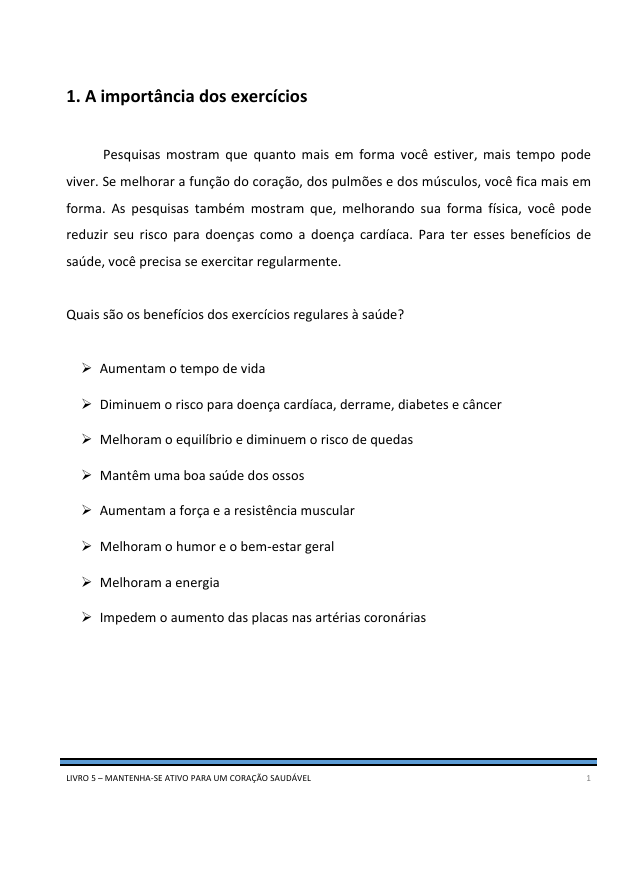 1. A importância dos exercícios
Pesquisas mostram que quanto mais em forma você estiver, mais tempo pode
viver. Se melhorar a função do coração, dos pulmões e dos músculos, você fica mais em
forma. As pesquisas também mostram que, melhorando sua forma física, você pode
reduzir seu risco para doenças como a doença cardíaca. Para ter esses benefícios de
saúde, você precisa se exercitar regularmente.
Quais são os benefícios dos exercícios regulares à saúde?
➢ Aumentam o tempo de vida
➢ Diminuem o risco para doença cardíaca, derrame, diabetes e câncer
➢ Melhoram o equilíbrio e diminuem o risco de quedas
➢ Mantêm uma boa saúde dos ossos
➢ Aumentam a força e a resistência muscular
➢ Melhoram o humor e o bem-estar geral
➢ Melhoram a energia
➢ Impedem o aumento das placas nas artérias coronárias
LIVRO 5 – MANTENHA-SE ATIVO PARA UM CORAÇÃO SAUDÁVEL 1